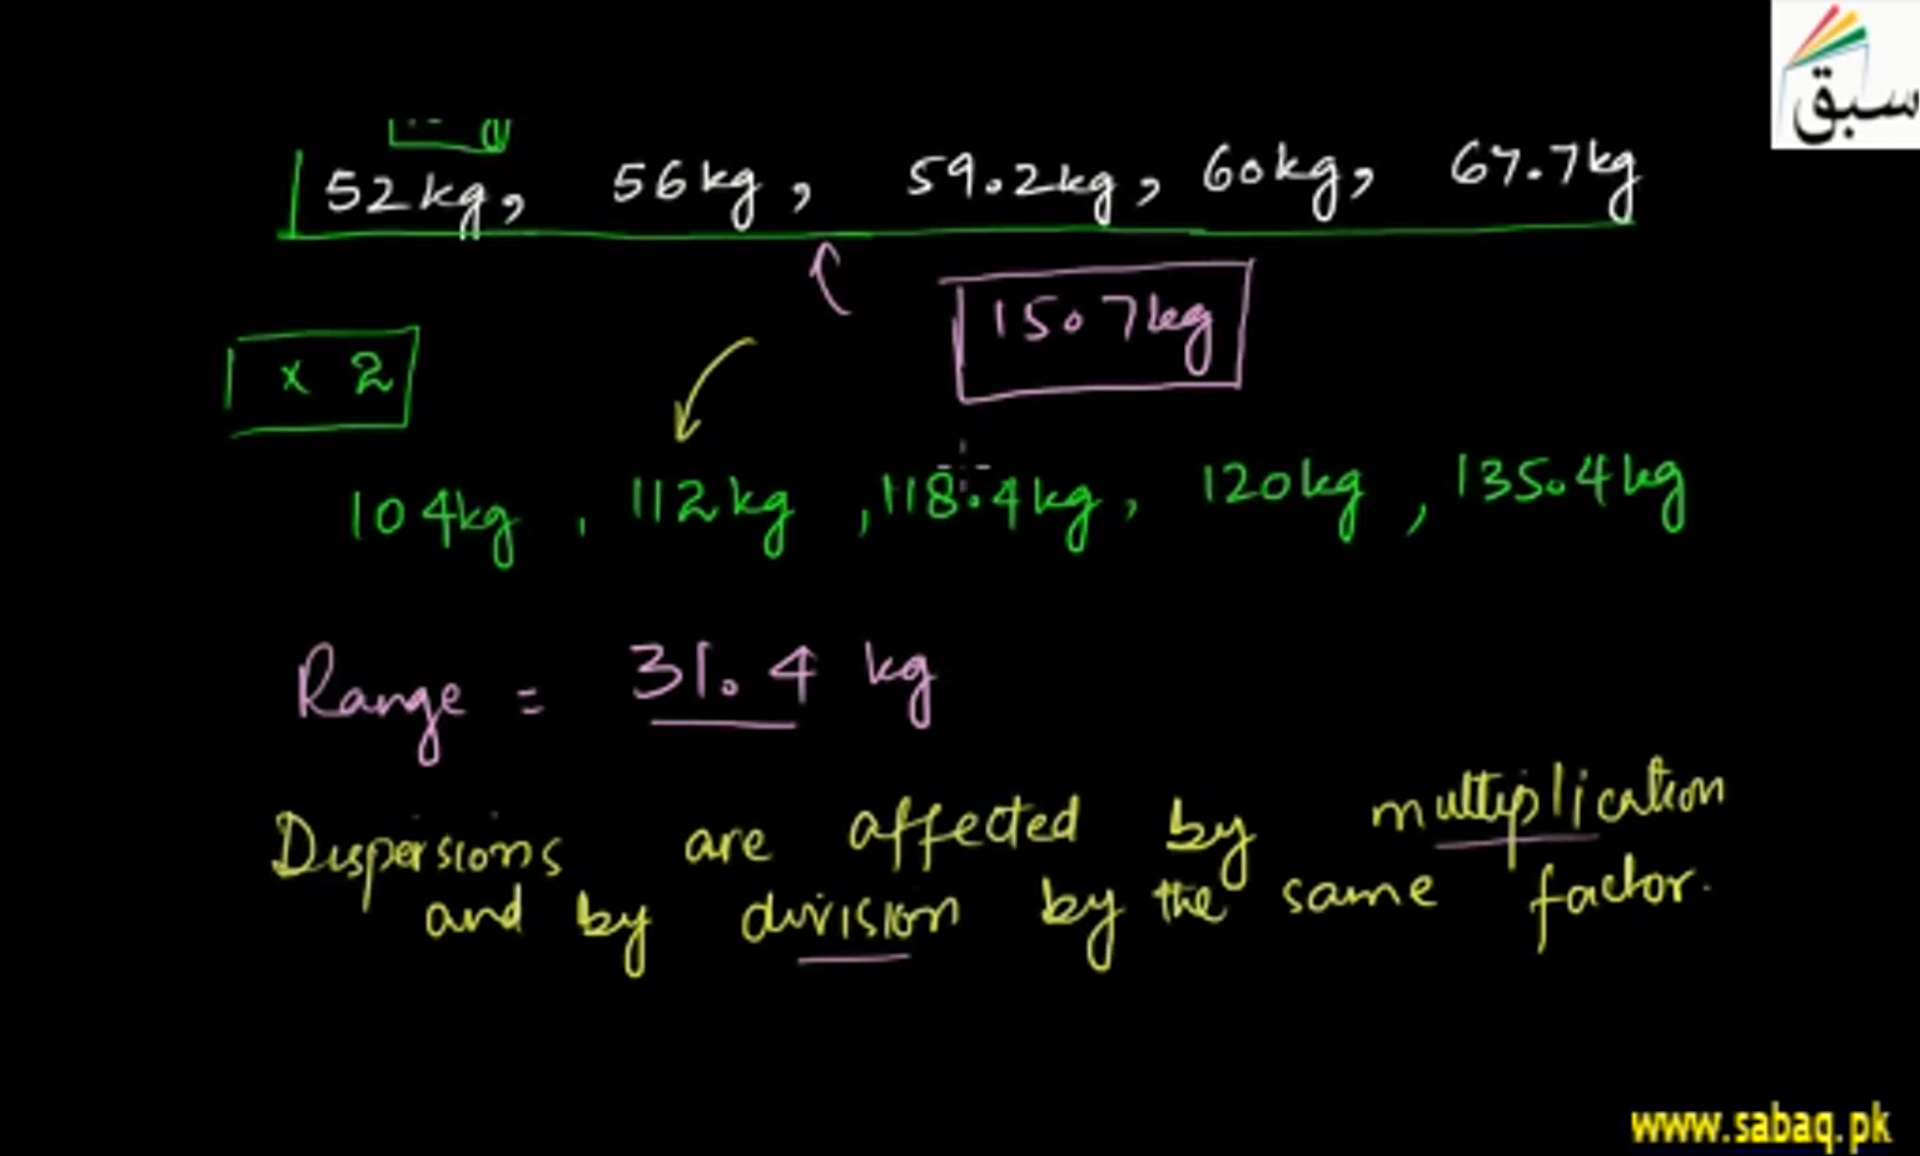 سبق
52kg, 56kg, 59.2kg, 60kg, 67.7kg
15.7kg
x 2
104kg, 112kg, 118.4kg, 120kg, 135.4kg
Range = 31.4 kg
Dispersions are affected by multiplication
and by division by the same factor.
www.sabaq.pk